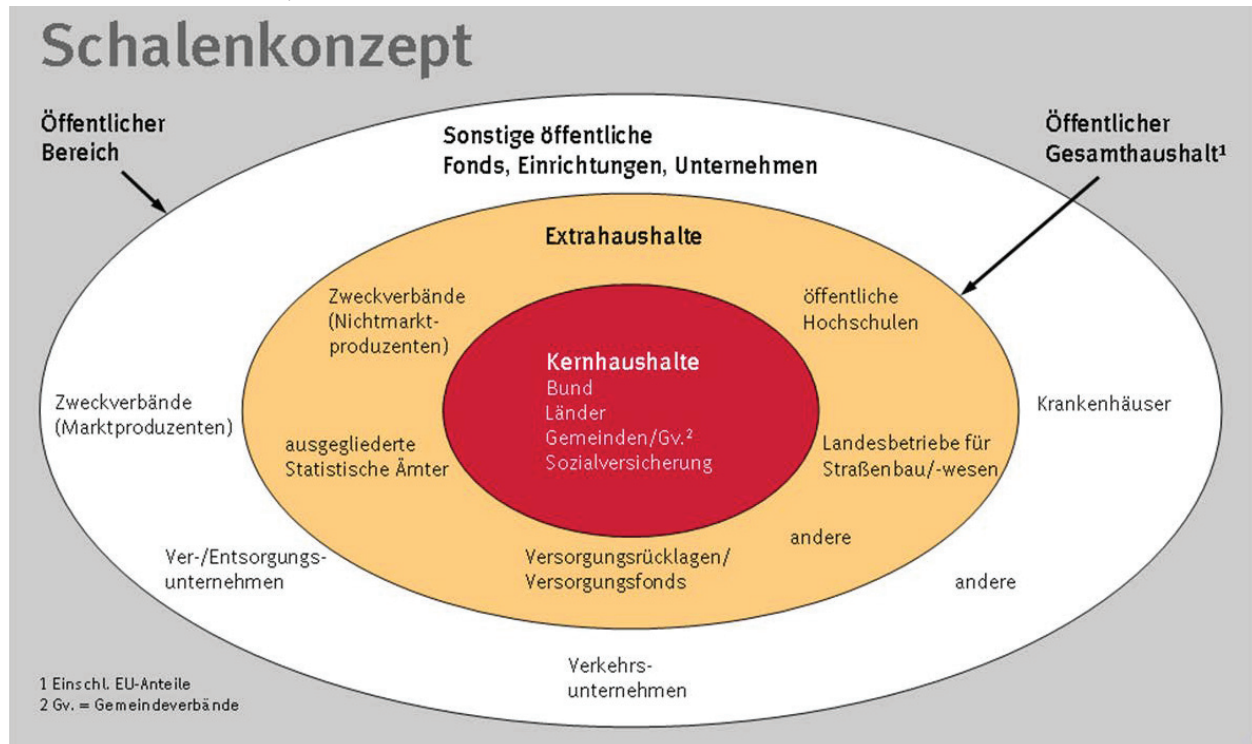 Schalenkonzept
Öffentlicher
Bereich
Sonstige öffentliche
Fonds, Einrichtungen, Unternehmen
Öffentlicher
Gesamthaushalt¹
Extrahaushalte
Zweckverbände
(Nichtmarkt-
produzenten)
öffentliche
Hochschulen
Kernhaushalte
Bund
Länder
Gemeinden/Gv.²
Sozialversicherung
Zweckverbände
(Marktproduzenten)
Krankenhäuser
ausgegliederte
Statistische Ämter
Landesbetriebe für
Straßenbau/-wesen
andere
Ver-/Entsorgungs-
unternehmen
Versorgungsrücklagen/
Versorgungsfonds
andere
Verkehrs-
unternehmen
1 Einschl. EU-Anteile
2 Gv. = Gemeindeverbände